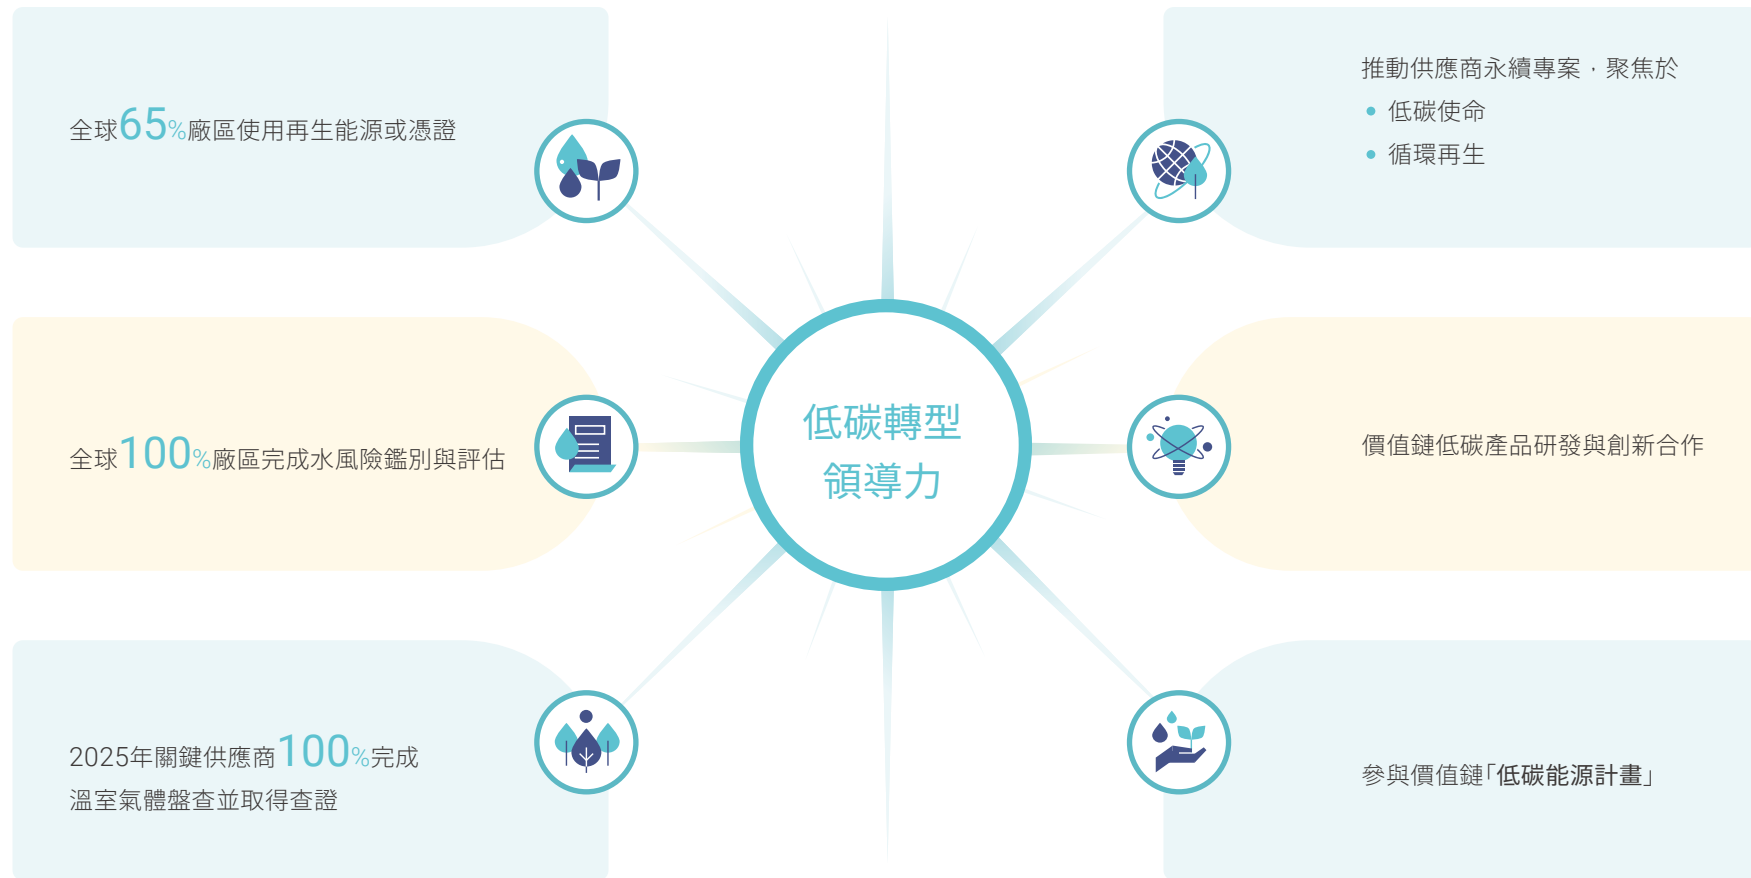 全球65%廠區使用再生能源或憑證
全球100%廠區完成水風險鑑別與評估
2025年關鍵供應商100%完成
溫室氣體盤查並取得查證
低碳轉型
領導力
推動供應商永續專案，聚焦於
• 低碳使命
• 循環再生
價值鏈低碳產品研發與創新合作
參與價值鏈「低碳能源計畫」